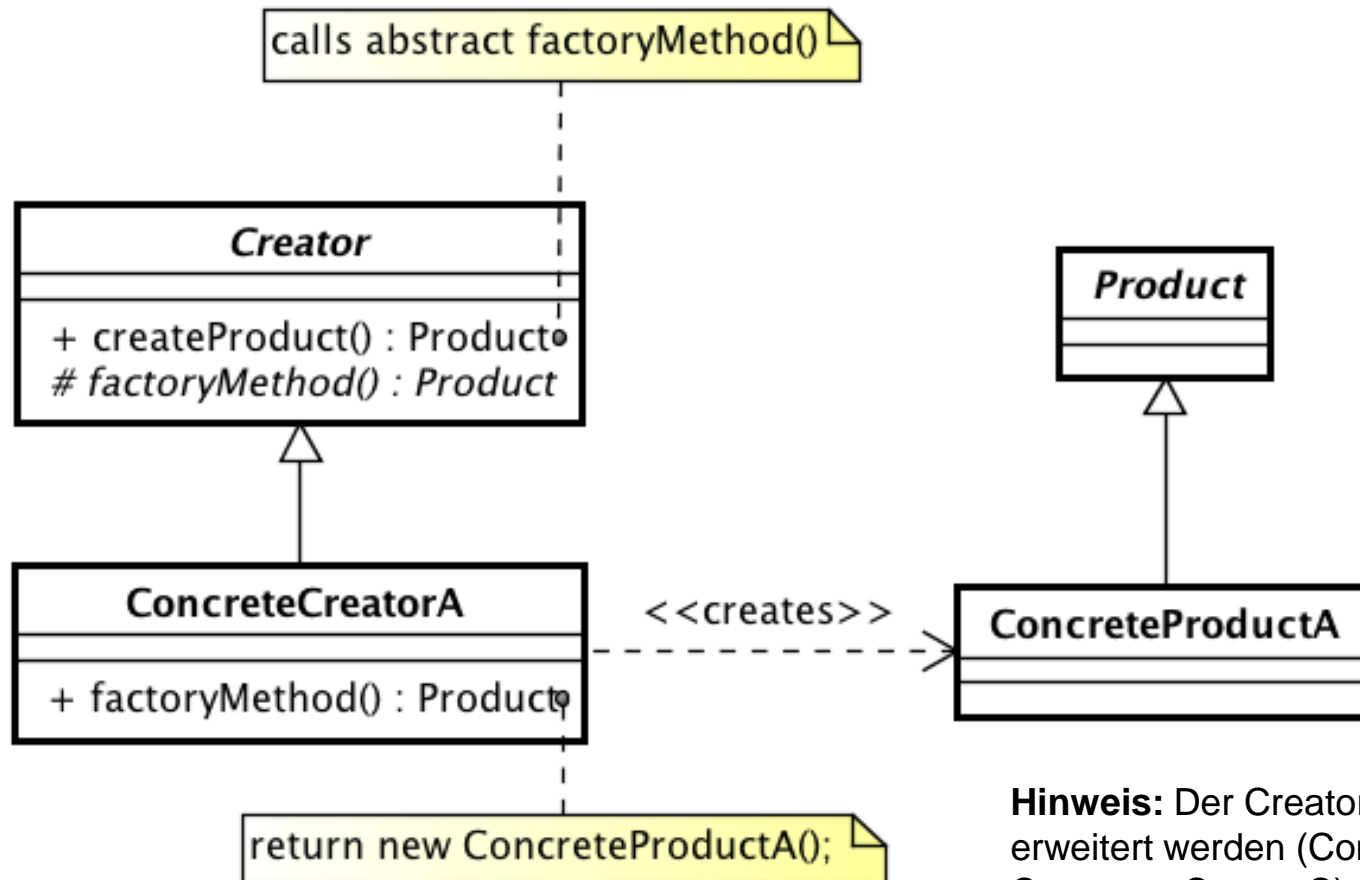 calls abstract factoryMethod()
Creator
+ createProduct() : Product
# factoryMethod() : Product
Product
ConcreteCreatorA
+ factoryMethod() : Product
<<creates>>
ConcreteProductA
return new ConcreteProductA();
Hinweis: Der Creator
erweitert werden